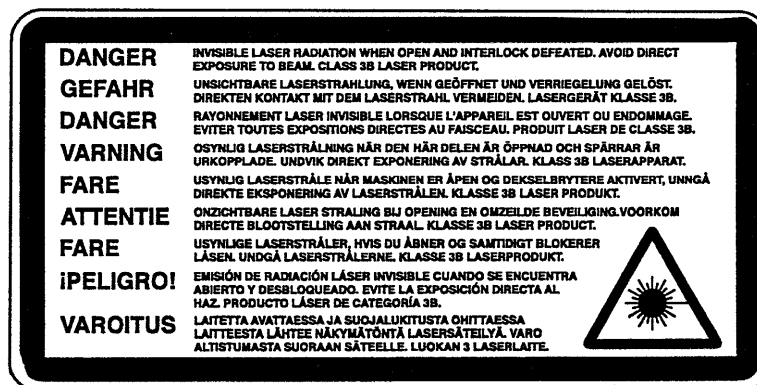 DANGER INVISIBLE LASER RADIATION WHEN OPEN AND INTERLOCK DEFEATED. AVOID DIRECT
EXPOSURE TO BEAM. CLASS 3B LASER PRODUCT.
GEFAHR UNSICHTBARE LASERSTRAHLUNG, WENN GEÖFFNET UND VERRIEGELUNG GELÖST.
DIREKTEN KONTAKT MIT DEM LASERSTRAHL VERMEIDEN. LASERGERÄT KLASSE 3B.
DANGER RAYONNEMENT LASER INVISIBLE LORSQUE L'APPAREIL EST OUVERT OU ENDOMMAGE.
EVITER TOUTES EXPOSITIONS DIRECTES AU FAISCEAU. PRODUIT LASER DE CLASSE 3B.
VARNING OSYNLIG LASERSTRÅLNING NÄR DEN HÄR DELEN ÄR ÖPPNAD OCH SPÄRRAR ÄR
URKOPPLADE. UNDVIK DIREKT EXPONERING AV STRÅLAR. KLASS 3B LASERAPPARAT.
FARE USYNLIG LASERSTRÅLE NÅR MASKINEN ER ÅPEN OG DEKSELBRYTERE AKTIVERT, UNNGÅ
DIREKTE EKSPONERING AV LASERSTRÅLEN. KLASSE 3B LASER PRODUKT.
ATTENTIE ONZICHTBARE LASER STRALING BIJ OPENING EN OMZEILDE BEVEILIGING.VOORKOM
DIRECTE BLOOTSTELLING AAN STRAAL. KLASSE 3B LASER PRODUCT.
FARE USYNLIGE LASERSTRÅLER, HVIS DU ÅBNER OG SAMTIDIGT BLOKERER
LÅSEN. UNDGÅ LASERSTRÅLERNE. KLASSE 3B LASERPRODUKT.
¡PELIGRO! EMISIÓN DE RADIACIÓN LÁSER INVISIBLE CUANDO SE ENCUENTRA
ABIERTO Y DESBLOQUEADO. EVITE LA EXPOSICIÓN DIRECTA AL
HAZ. PRODUCTO LÁSER DE CATEGORÍA 3B.
VAROITUS LAITETTA AVATTAESSA JA SUOJALUKITUSTA OHITTAESSA
LAITTEESTA LÄHTEE NÄKYMÄTÖNTÄ LASERSÄTEILYÄ. VARO
ALTISTUMASTA SUORAAN SÄTEELLE. LUOKAN 3 LASERLAITE.